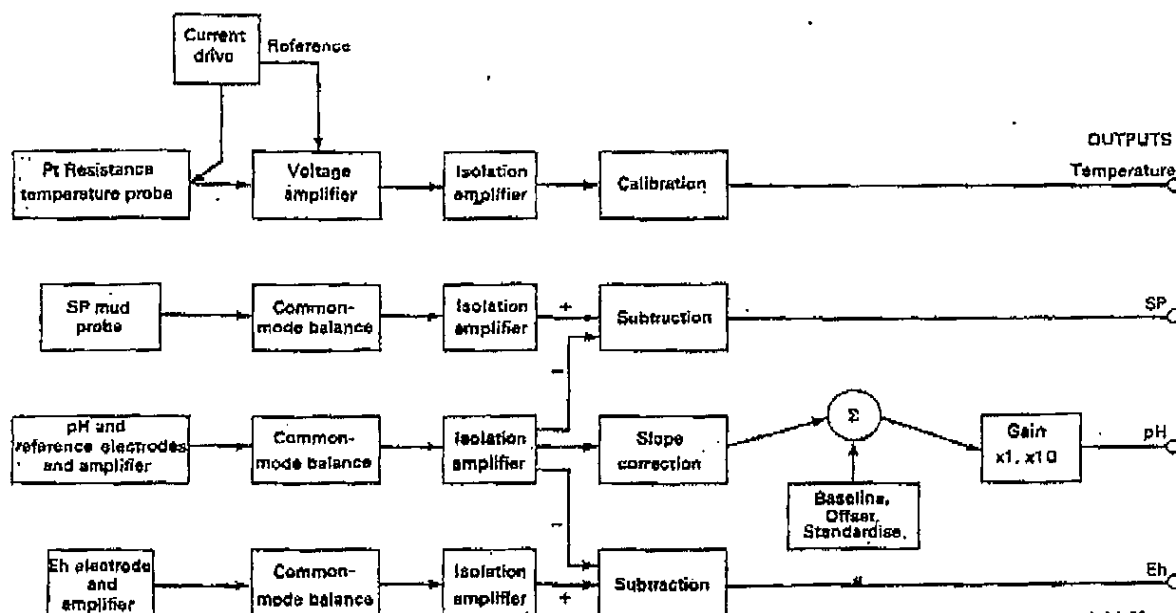 Current
drive
Reference
OUTPUTS
Pt Resistance
temperature probe
Voltage
amplifier
Isolation
amplifier
Calibration
Temperature
SP mud
probe
Common-
mode balance
Isolation
amplifier
+
Subtraction
SP
−
pH and
reference electrodes
and amplifier
Common-
mode balance
Isolation
amplifier
Slope
correction
Σ
Gain
x1, x10
pH
Baseline,
Offset,
Standardise,
−
Eh electrode
and
amplifier
Common-
mode balance
Isolation
amplifier
+
Subtraction
Eh